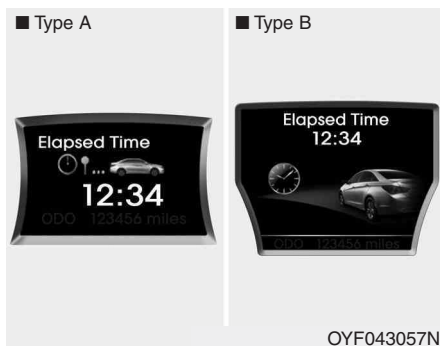 ■ Type A
Elapsed Time
12:34
ODO 123456 miles
■ Type B
Elapsed Time
12:34
ODO 123456 miles
OYF043057N